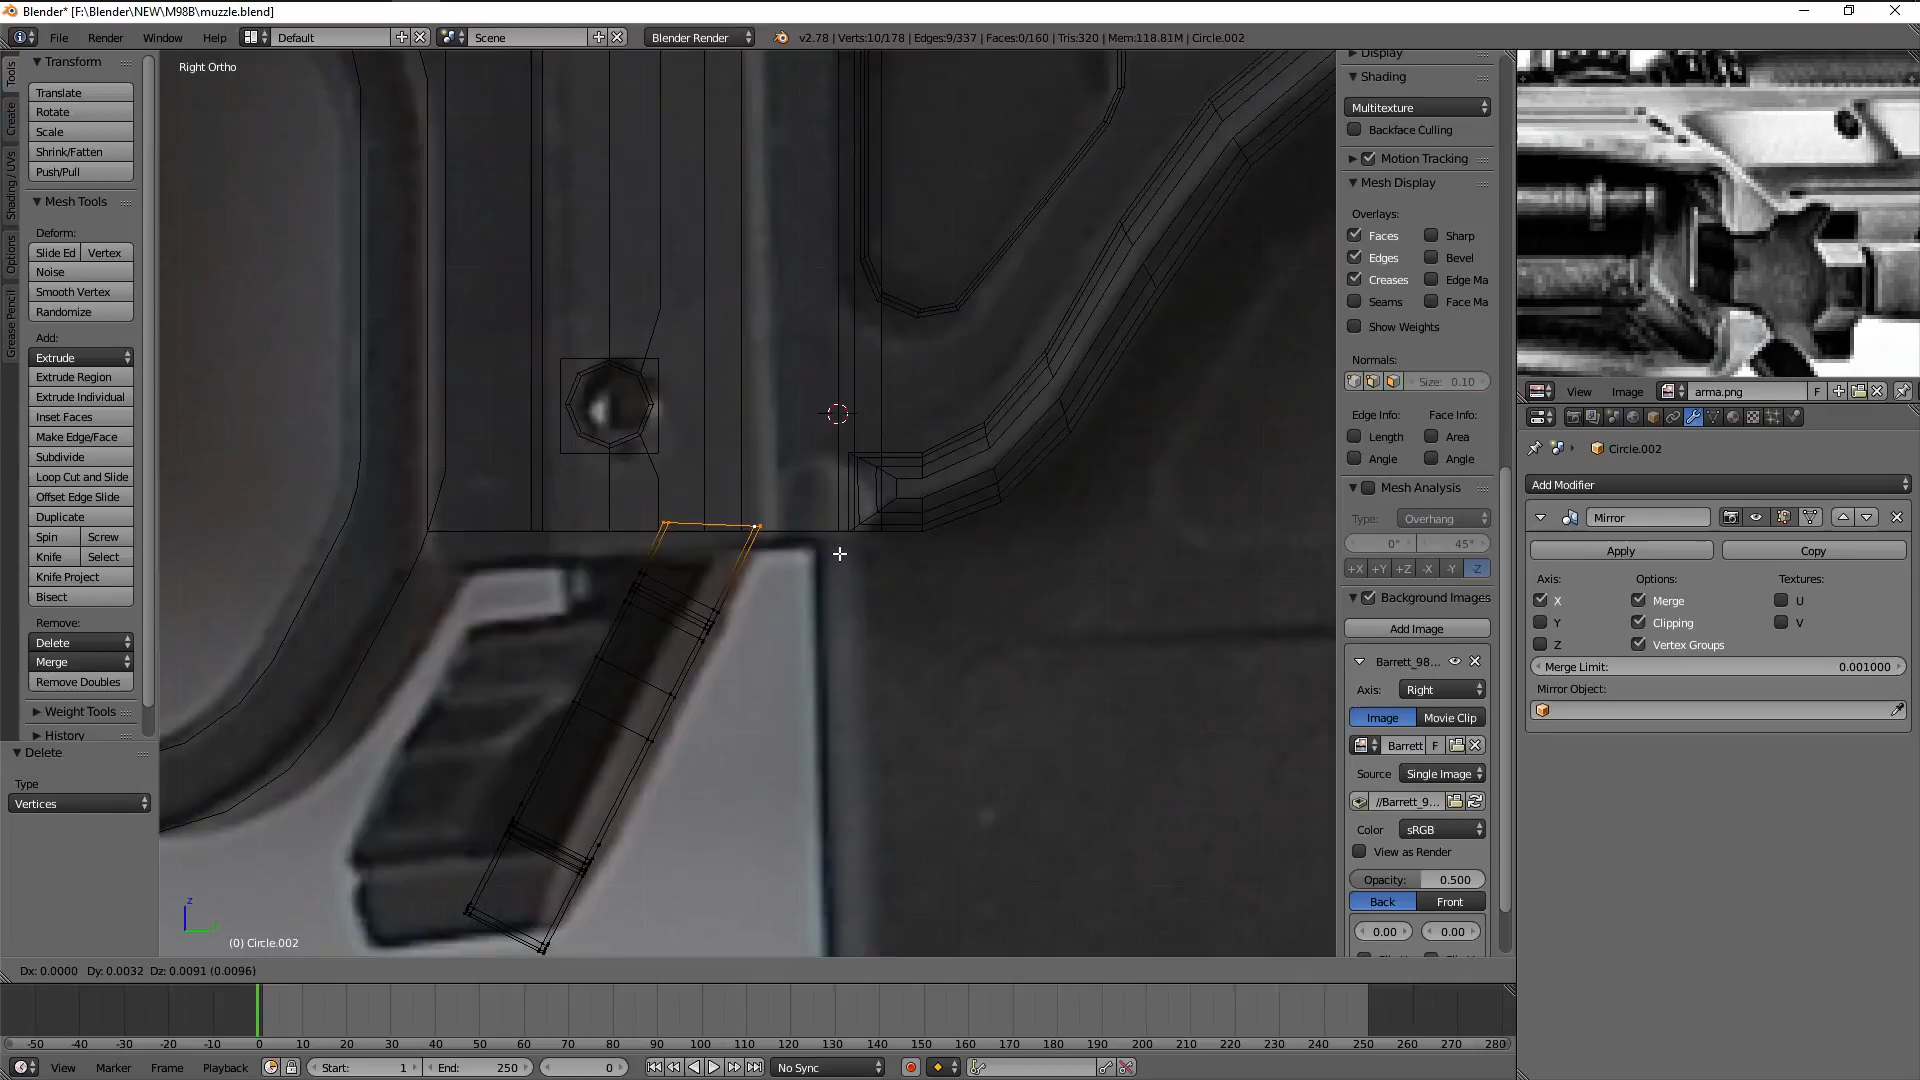 Blender* [F:\Blender\NEW\M98B\muzzle.blend]
File Render Window Help Default Scene Blender Render v2.78 | Verts:10/178 | Edges:9/337 | Faces:0/160 | Tris:320 | Mem:118.81M | Circle.002
Tools
Create
Shading / UVs
Options
Grease Pencil
Transform
Translate
Rotate
Scale
Shrink/Fatten
Push/Pull
Mesh Tools
Deform:
Slide Ed Vertex
Noise
Smooth Vertex
Randomize
Add:
Extrude
Extrude Region
Extrude Individual
Inset Faces
Make Edge/Face
Subdivide
Loop Cut and Slide
Offset Edge Slide
Duplicate
Spin Screw
Knife Select
Knife Project
Bisect
Remove:
Delete
Merge
Remove Doubles
Weight Tools
History
Delete
Type
Vertices
Right Ortho
z
(0) Circle.002
Dx: 0.0000 Dy: 0.0032 Dz: 0.0091 (0.0096)
Display
Shading
Multitexture
Backface Culling
Motion Tracking
Mesh Display
Overlays:
Faces Sharp
Edges Bevel
Creases Edge Ma
Seams Face Ma
Show Weights
Normals:
Size: 0.10
Edge Info: Face Info:
Length Area
Angle Angle
Mesh Analysis
Type: Overhang
0° 45°
+X +Y +Z -X -Y -Z
Background Images
Add Image
Barrett_98...
Axis: Right
Image Movie Clip
Barrett F
Source Single Image
//Barrett_9...
Color sRGB
View as Render
Opacity: 0.500
Back Front
0.00 0.00
View Image arma.png F
Circle.002
Add Modifier
Mirror
Apply Copy
Axis: Options: Textures:
X Merge U
Y Clipping V
Z Vertex Groups
Merge Limit: 0.001000
Mirror Object:
-50 -40 -30 -20 -10 0 10 20 30 40 50 60 70 80 90 100 110 120 130 140 150 160 170 180 190 200 210 220 230 240 250 260 270 280
View Marker Frame Playback Start: 1 End: 250 0 No Sync